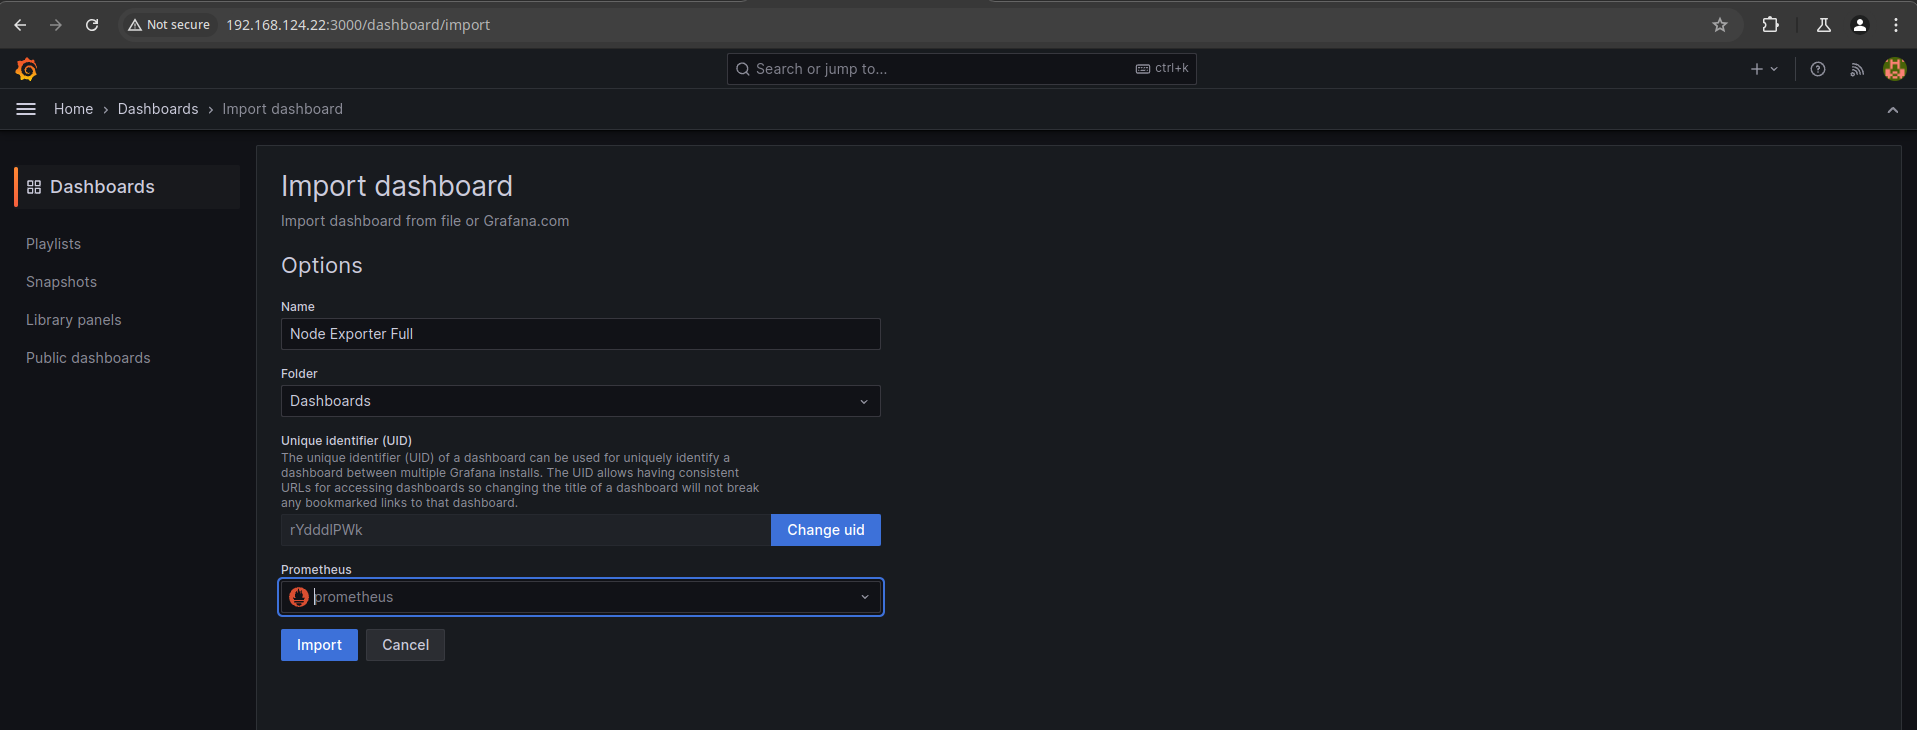 Not secure 192.168.124.22:3000/dashboard/import
Search or jump to... ctrl+k
Home › Dashboards › Import dashboard
Dashboards
Playlists
Snapshots
Library panels
Public dashboards
Import dashboard
Import dashboard from file or Grafana.com
Options
Name
Node Exporter Full
Folder
Dashboards
Unique identifier (UID)
The unique identifier (UID) of a dashboard can be used for uniquely identify a
dashboard between multiple Grafana installs. The UID allows having consistent
URLs for accessing dashboards so changing the title of a dashboard will not break
any bookmarked links to that dashboard.
rYdddlPWk Change uid
Prometheus
prometheus
Import Cancel